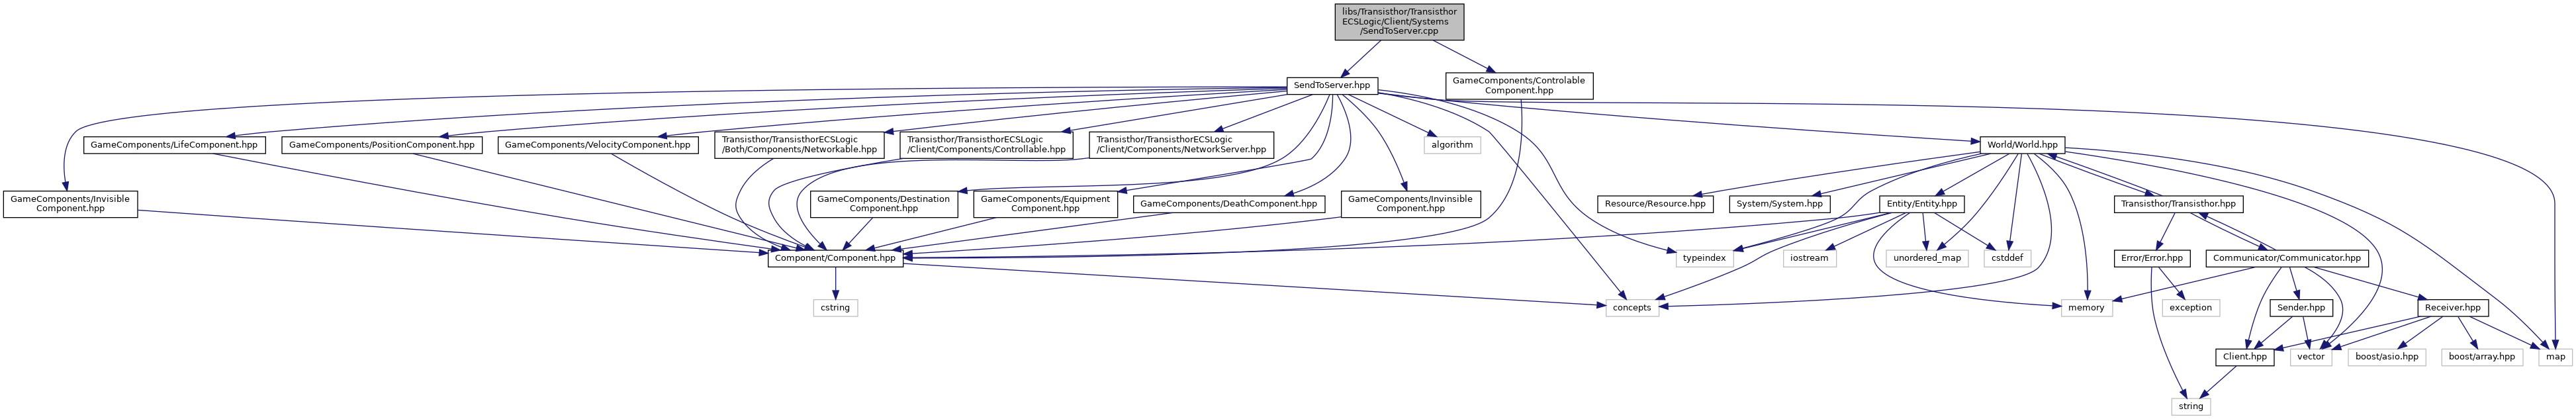 libs/Transisthor/Transisthor
ECSLogic/Client/Systems
/SendToServer.cpp
SendToServer.hpp
GameComponents/Controlable
Component.hpp
GameComponents/LifeComponent.hpp
GameComponents/PositionComponent.hpp
GameComponents/VelocityComponent.hpp
Transisthor/TransisthorECSLogic
/Both/Components/Networkable.hpp
Transisthor/TransisthorECSLogic
/Client/Components/Controllable.hpp
Transisthor/TransisthorECSLogic
/Client/Components/NetworkServer.hpp
algorithm
World/World.hpp
GameComponents/Invisible
Component.hpp
GameComponents/Destination
Component.hpp
GameComponents/Equipment
Component.hpp
GameComponents/DeathComponent.hpp
GameComponents/Invinsible
Component.hpp
Resource/Resource.hpp
System/System.hpp
Entity/Entity.hpp
Transisthor/Transisthor.hpp
Component/Component.hpp
typeindex
iostream
unordered_map
cstddef
Error/Error.hpp
Communicator/Communicator.hpp
cstring
concepts
memory
exception
Sender.hpp
Receiver.hpp
Client.hpp
vector
boost/asio.hpp
boost/array.hpp
map
string